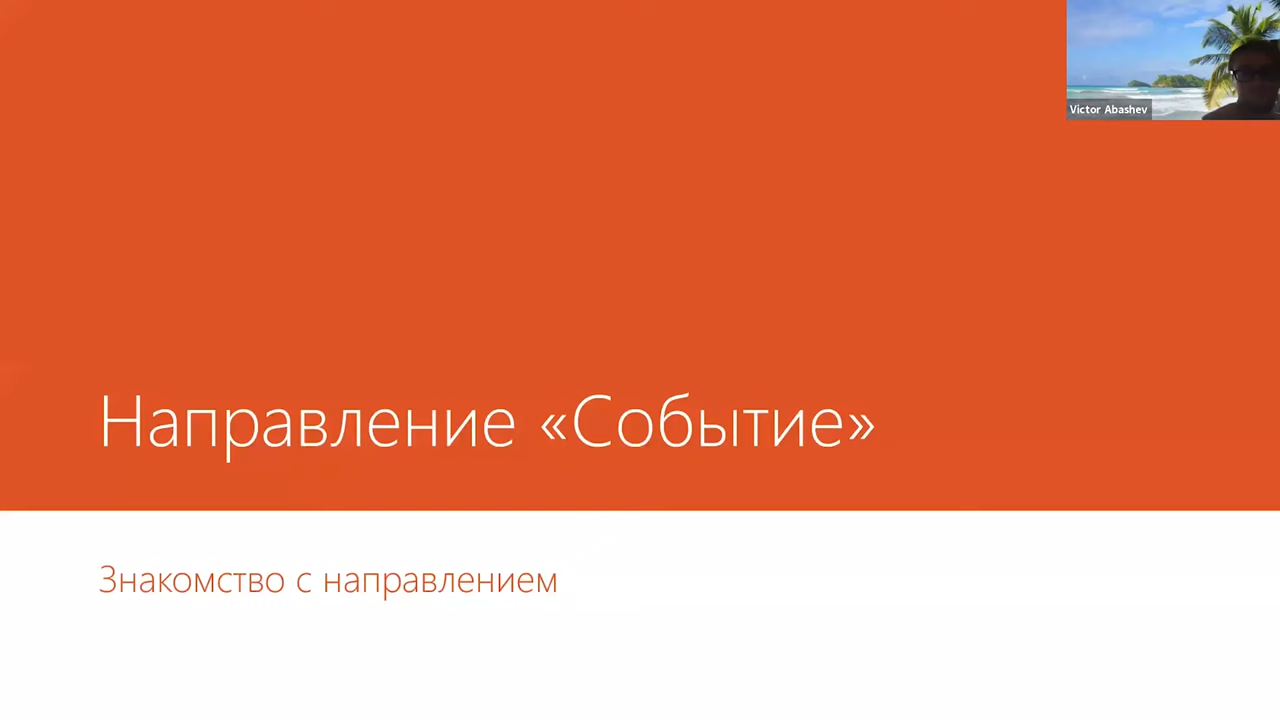 Victor Abashev
Направление «Событие»
Знакомство с направлением